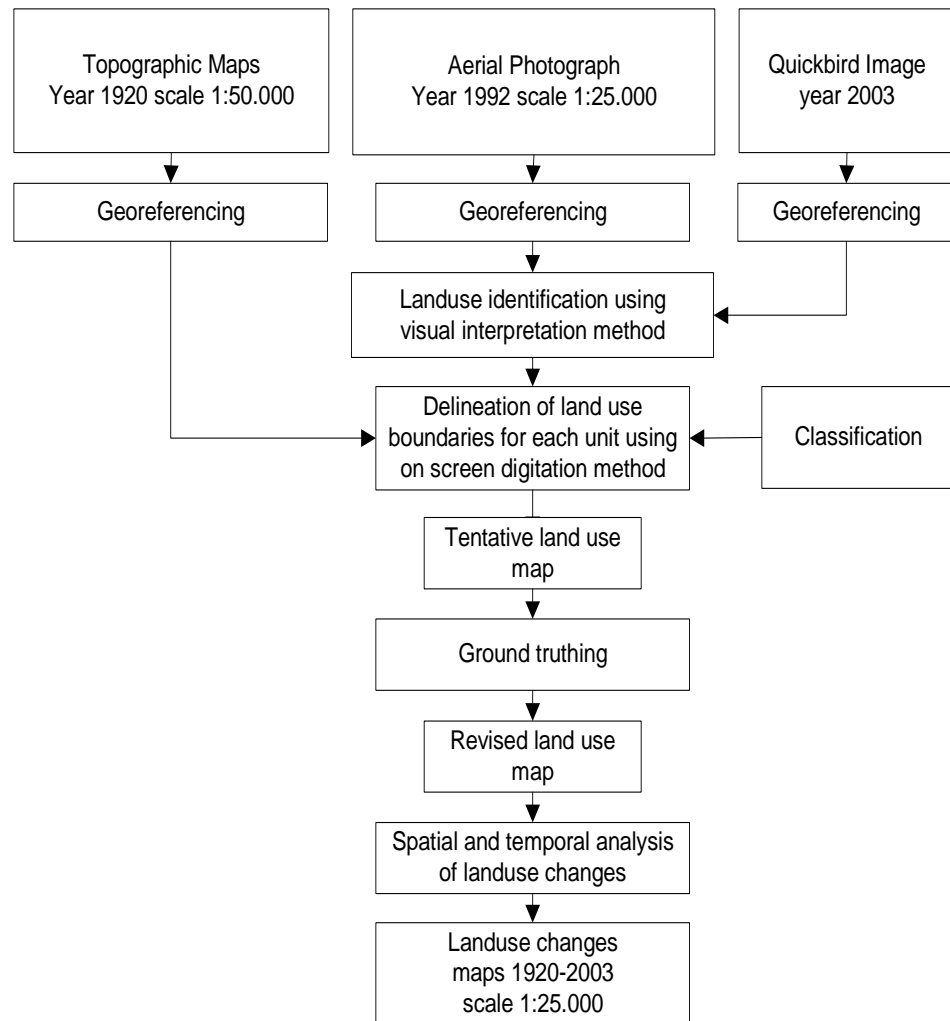 Topographic Maps
Year 1920 scale 1:50.000
Aerial Photograph
Year 1992 scale 1:25.000
Quickbird Image
year 2003
Georeferencing
Georeferencing
Georeferencing
Landuse identification using
visual interpretation method
Delineation of land use
boundaries for each unit using
on screen digitation method
Classification
Tentative land use
map
Ground truthing
Revised land use
map
Spatial and temporal analysis
of landuse changes
Landuse changes
maps 1920-2003
scale 1:25.000